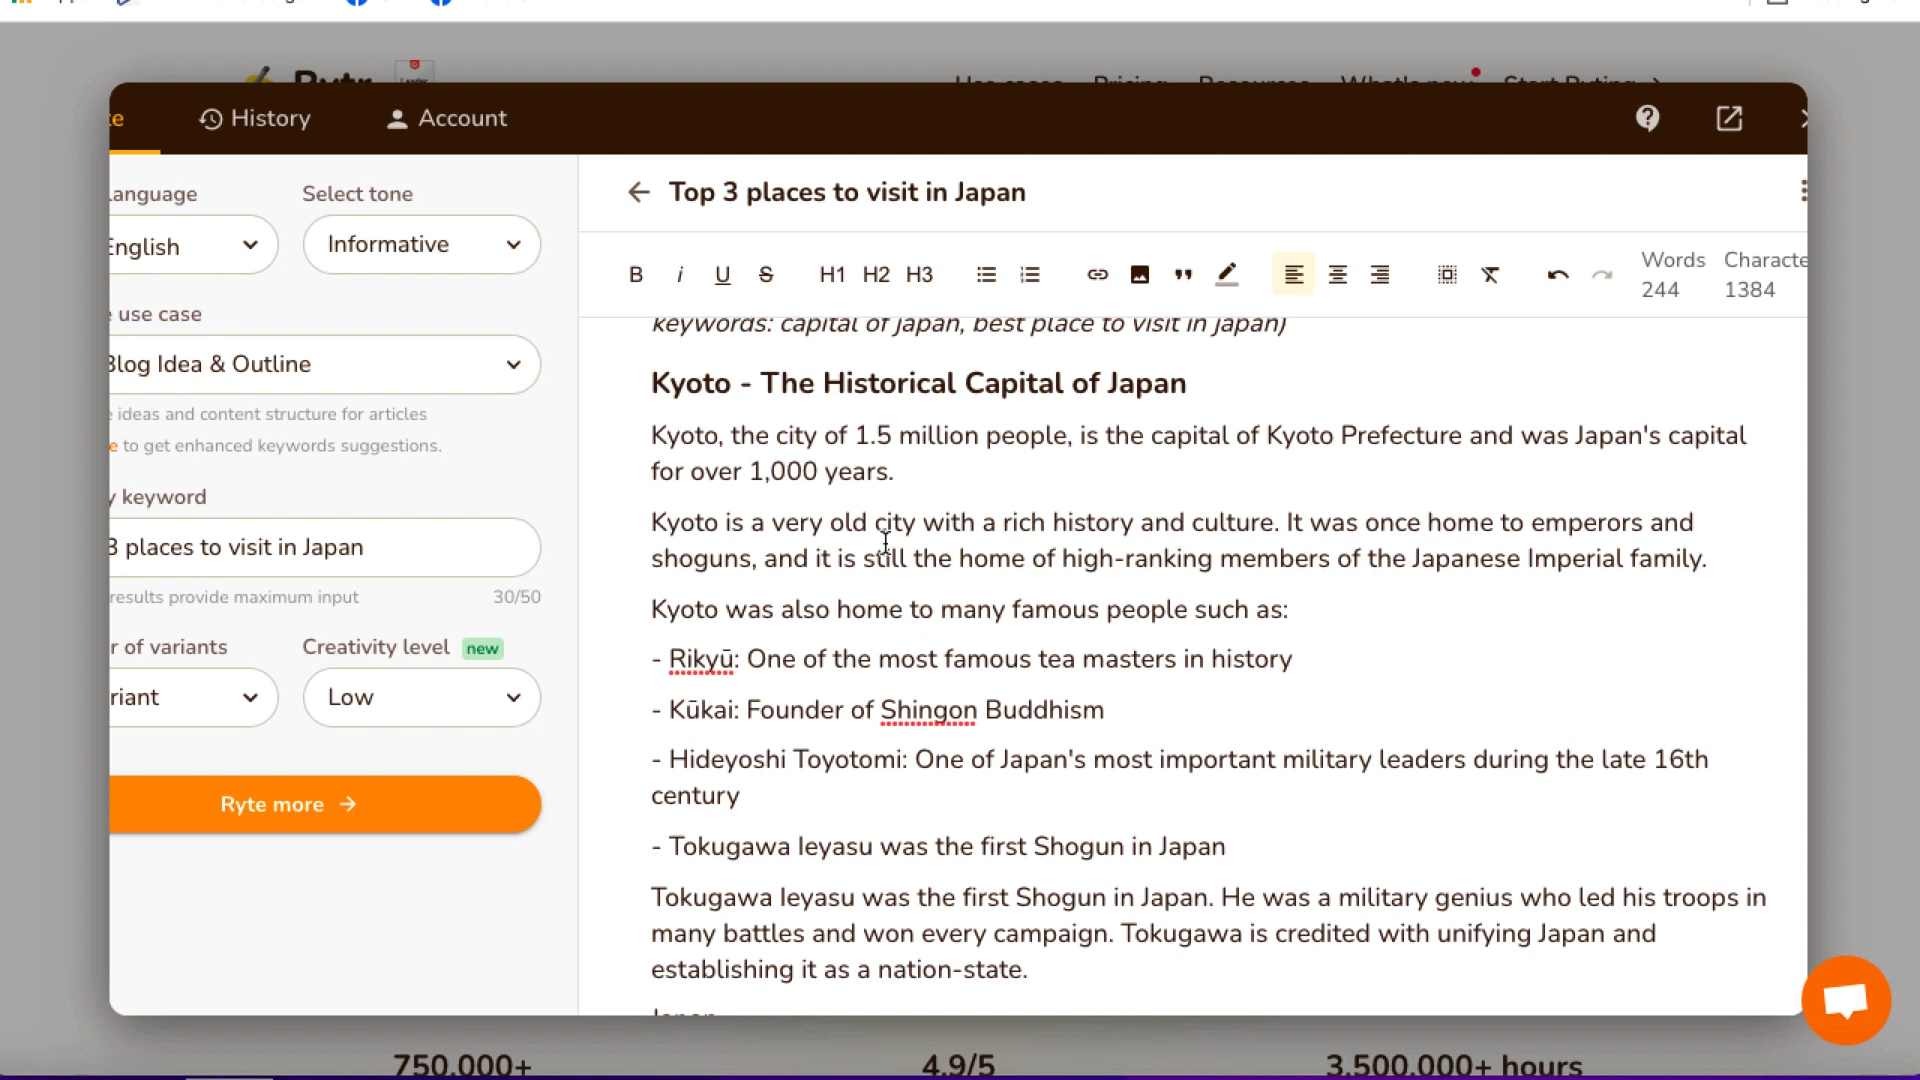 History
Account
anguage
Select tone
English
Informative
use case
Blog Idea & Outline
ideas and content structure for articles
e to get enhanced keywords suggestions.
y keyword
3 places to visit in Japan
results provide maximum input
30/50
r of variants
Creativity level new
riant
Low
Ryte more →
Top 3 places to visit in Japan
B i U S H1 H2 H3
Words
244
Characte
1384
keywords: capital of japan, best place to visit in japan)
Kyoto - The Historical Capital of Japan
Kyoto, the city of 1.5 million people, is the capital of Kyoto Prefecture and was Japan's capital
for over 1,000 years.
Kyoto is a very old city with a rich history and culture. It was once home to emperors and
shoguns, and it is still the home of high-ranking members of the Japanese Imperial family.
Kyoto was also home to many famous people such as:
- Rikyū: One of the most famous tea masters in history
- Kūkai: Founder of Shingon Buddhism
- Hideyoshi Toyotomi: One of Japan's most important military leaders during the late 16th
century
- Tokugawa Ieyasu was the first Shogun in Japan
Tokugawa Ieyasu was the first Shogun in Japan. He was a military genius who led his troops in
many battles and won every campaign. Tokugawa is credited with unifying Japan and
establishing it as a nation-state.
750,000+
4.9/5
3,500,000+ hours